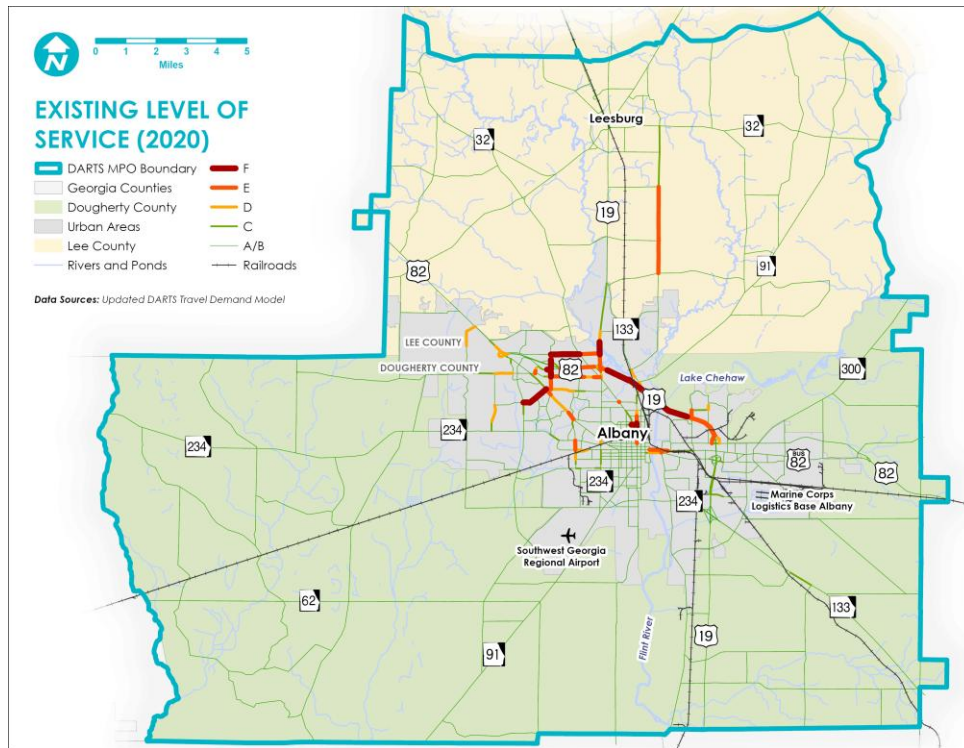 N
0 1 2 3 4 5
Miles
EXISTING LEVEL OF
SERVICE (2020)
DARTS MPO Boundary
F
Georgia Counties
E
Dougherty County
D
Urban Areas
C
Lee County
A/B
Rivers and Ponds
Railroads
Data Sources: Updated DARTS Travel Demand Model
Leesburg
32
32
19
82
91
133
LEE COUNTY
DOUGHERTY COUNTY
82
300
Lake Chehaw
19
234
Albany
234
BUS
82
82
234
234
Marine Corps
Logistics Base Albany
Southwest Georgia
Regional Airport
62
133
19
91
Flint River